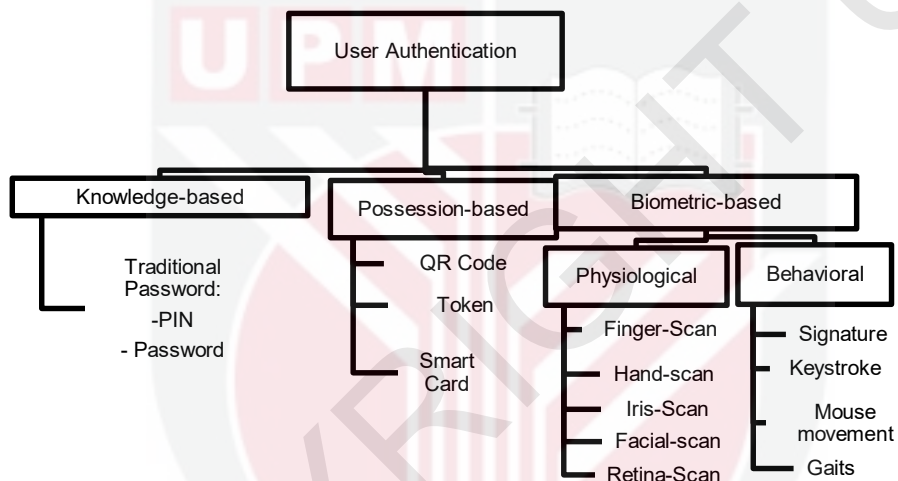 UPM
User Authentication
Knowledge-based
Possession-based
Biometric-based
Traditional
Password:
-PIN
- Password
QR Code
Token
Smart
Card
Physiological
Behavioral
Finger-Scan
Hand-scan
Iris-Scan
Facial-scan
Retina-Scan
Signature
Keystroke
Mouse
movement
Gaits